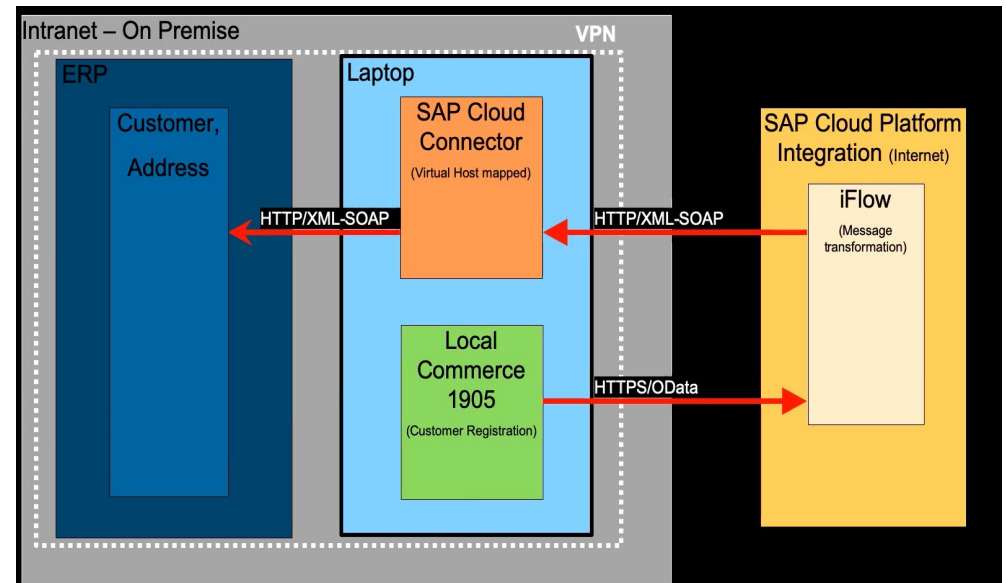 Intranet – On Premise
VPN
ERP
Customer,
Address
Laptop
SAP Cloud
Connector
(Virtual Host mapped)
HTTP/XML-SOAP
HTTP/XML-SOAP
Local
Commerce
1905
(Customer Registration)
HTTPS/OData
SAP Cloud Platform
Integration (Internet)
iFlow
(Message
transformation)